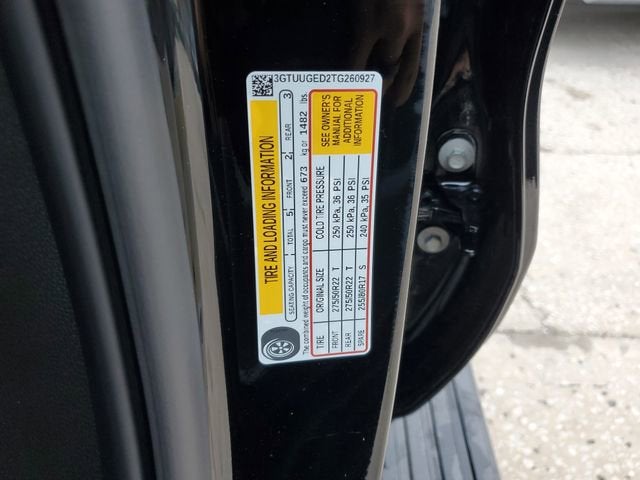 3GTUUGED2TG260927
TIRE AND LOADING INFORMATION
SEATING CAPACITY TOTAL 5 FRONT 2 REAR 3
The combined weight of occupants and cargo must never exceed 673 kg or 1482 lbs.
TIRE ORIGINAL SIZE COLD TIRE PRESSURE
FRONT 275/50R22 T 250 kPa, 36 PSI
REAR 275/50R22 T 250 kPa, 36 PSI
SPARE 255/80R17 S 240 kPa, 35 PSI
SEE OWNER'S
MANUAL FOR
ADDITIONAL
INFORMATION